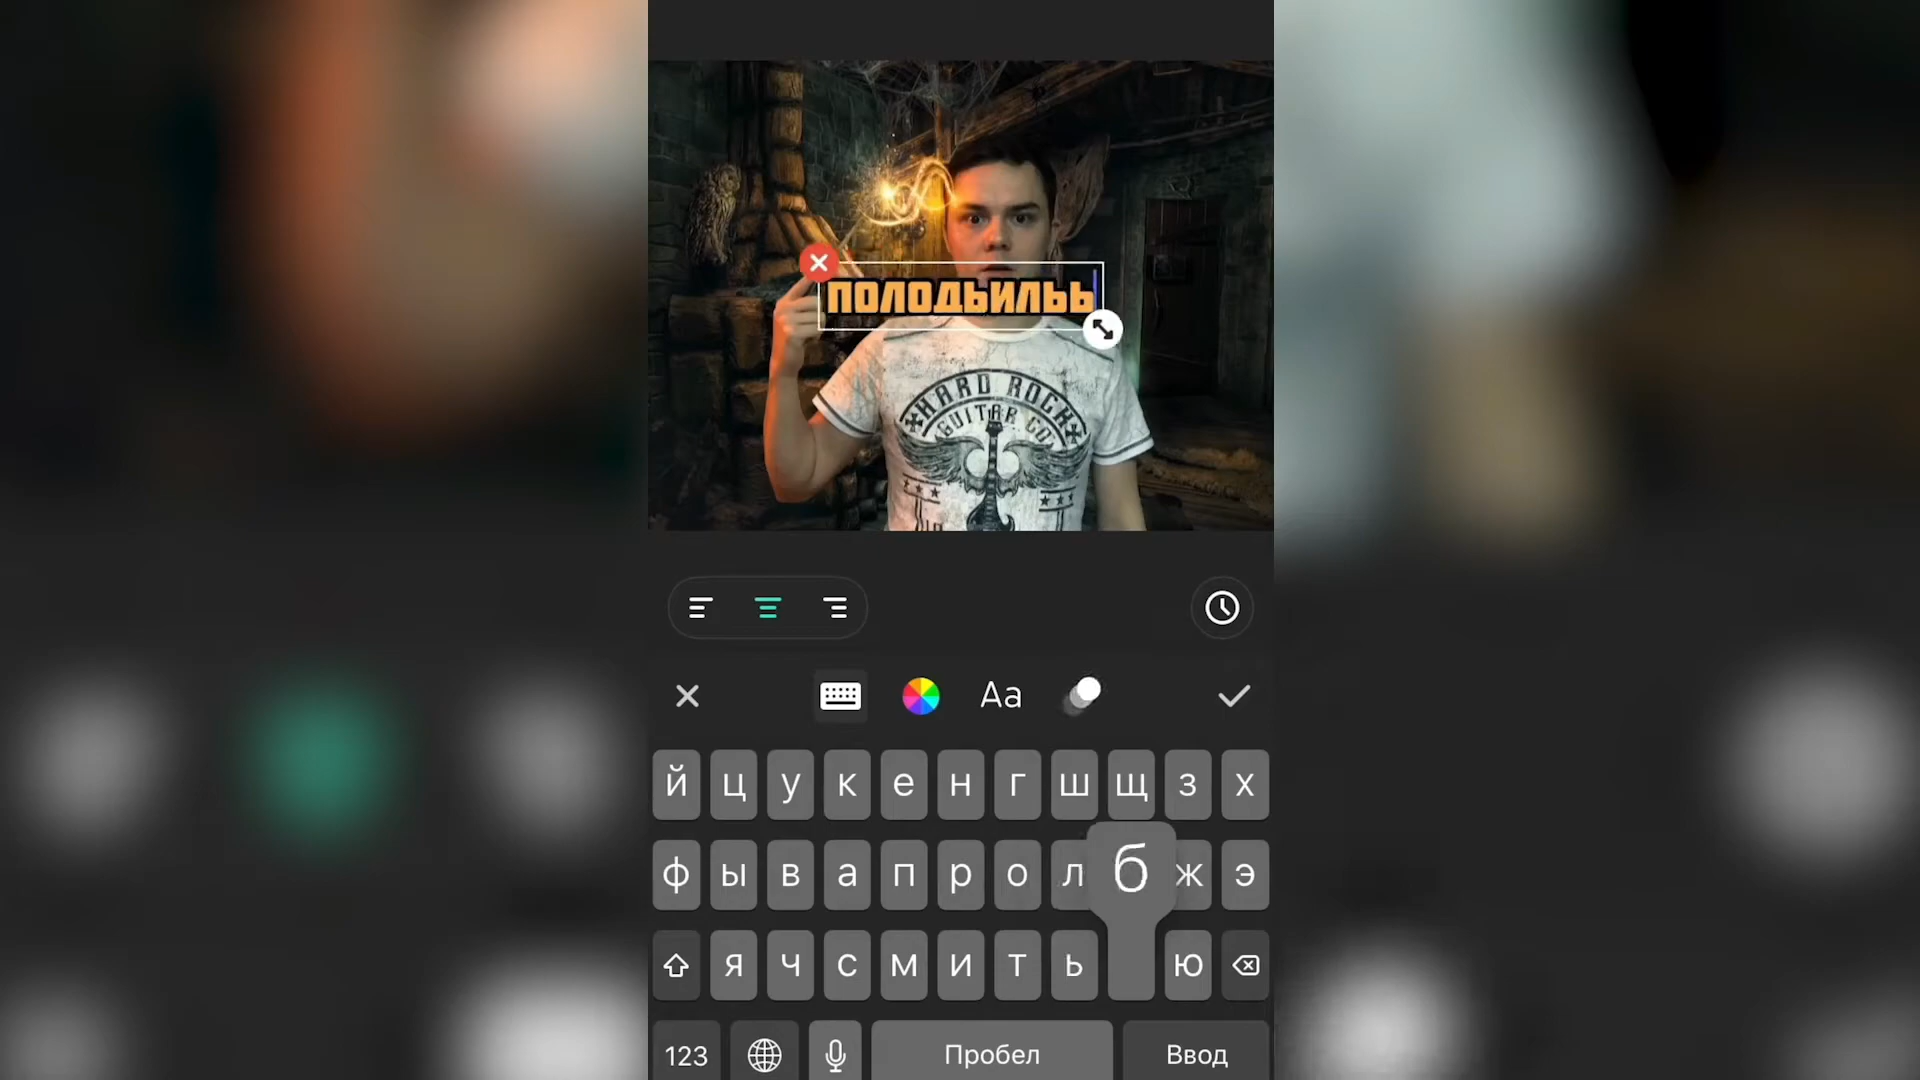 ПОЛОДЬИЛЬЬ
HARD ROCK
GUITAR CO.
Aa
й ц у к е н г ш щ з х
ф ы в а п р о л б ж э
я ч с м и т ь ю
123 Пробел Ввод